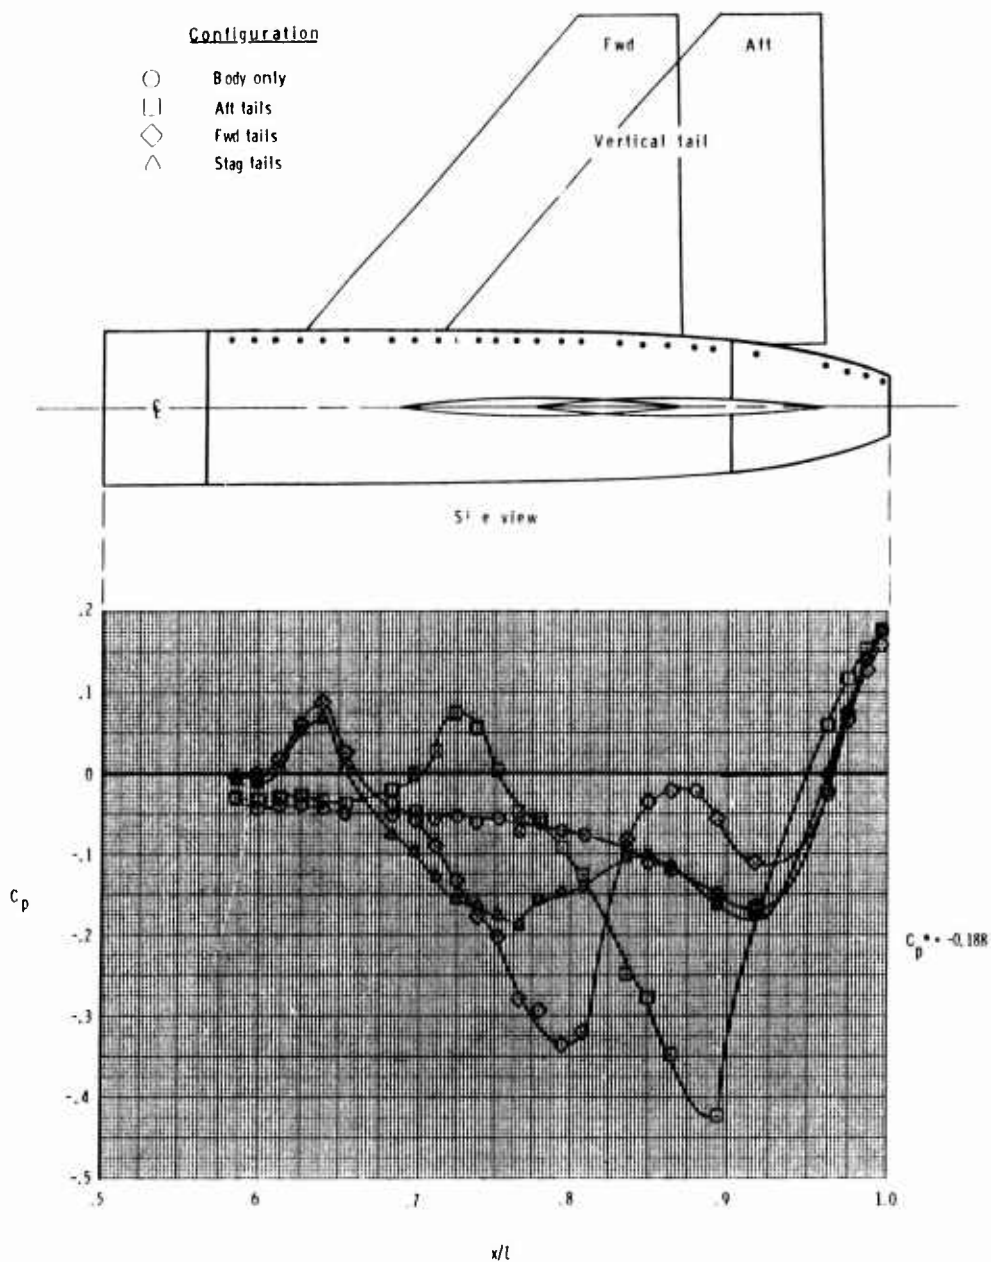 Configuration
Body only
Aft tails
Fwd tails
Stag tails
Fwd
Aft
Vertical tail
℄
Si e view
.2
.1
0
-.1
-.2
-.3
-.4
-.5
Cp
Cp* = -0.188
.5
.6
.7
.8
.9
1.0
x/l